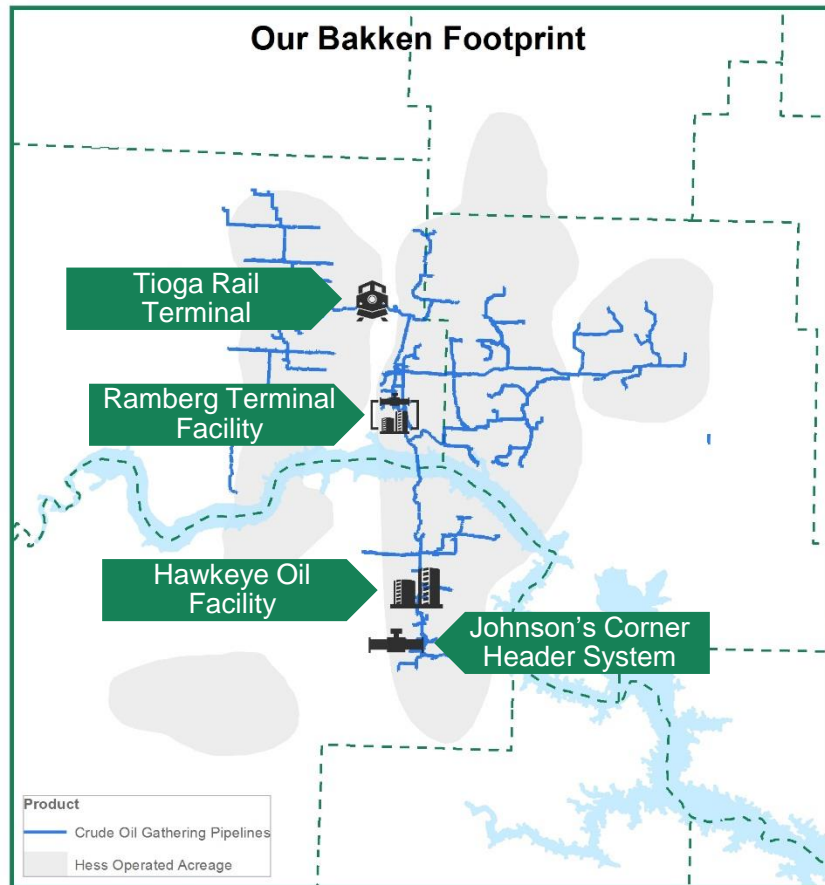 Our Bakken Footprint
Tioga Rail
Terminal
Ramberg Terminal
Facility
Hawkeye Oil
Facility
Johnson's Corner
Header System
Product
Crude Oil Gathering Pipelines
Hess Operated Acreage